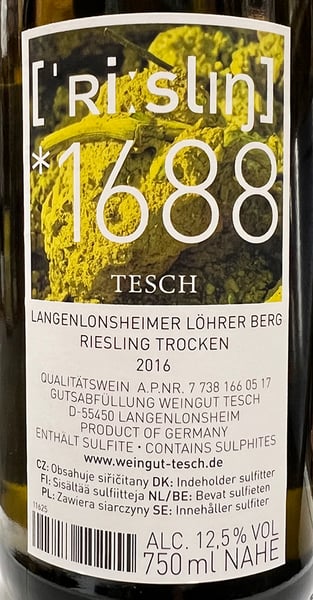 ['ʀiːslɪŋ]
*1688
TESCH
LANGENLONSHEIMER LÖHRER BERG
RIESLING TROCKEN
2016
QUALITÄTSWEIN A.P.NR. 7 738 166 05 17
GUTSABFÜLLUNG WEINGUT TESCH
D-55450 LANGENLONSHEIM
PRODUCT OF GERMANY
ENTHÄLT SULFITE • CONTAINS SULPHITES
www.weingut-tesch.de
CZ: Obsahuje siřičitany DK: Indeholder sulfitter
FI: Sisältää sulfiitteja NL/BE: Bevat sulfieten
PL: Zawiera siarczyny SE: Innehåller sulfiter
11625
ALC. 12,5% VOL
750 ml NAHE